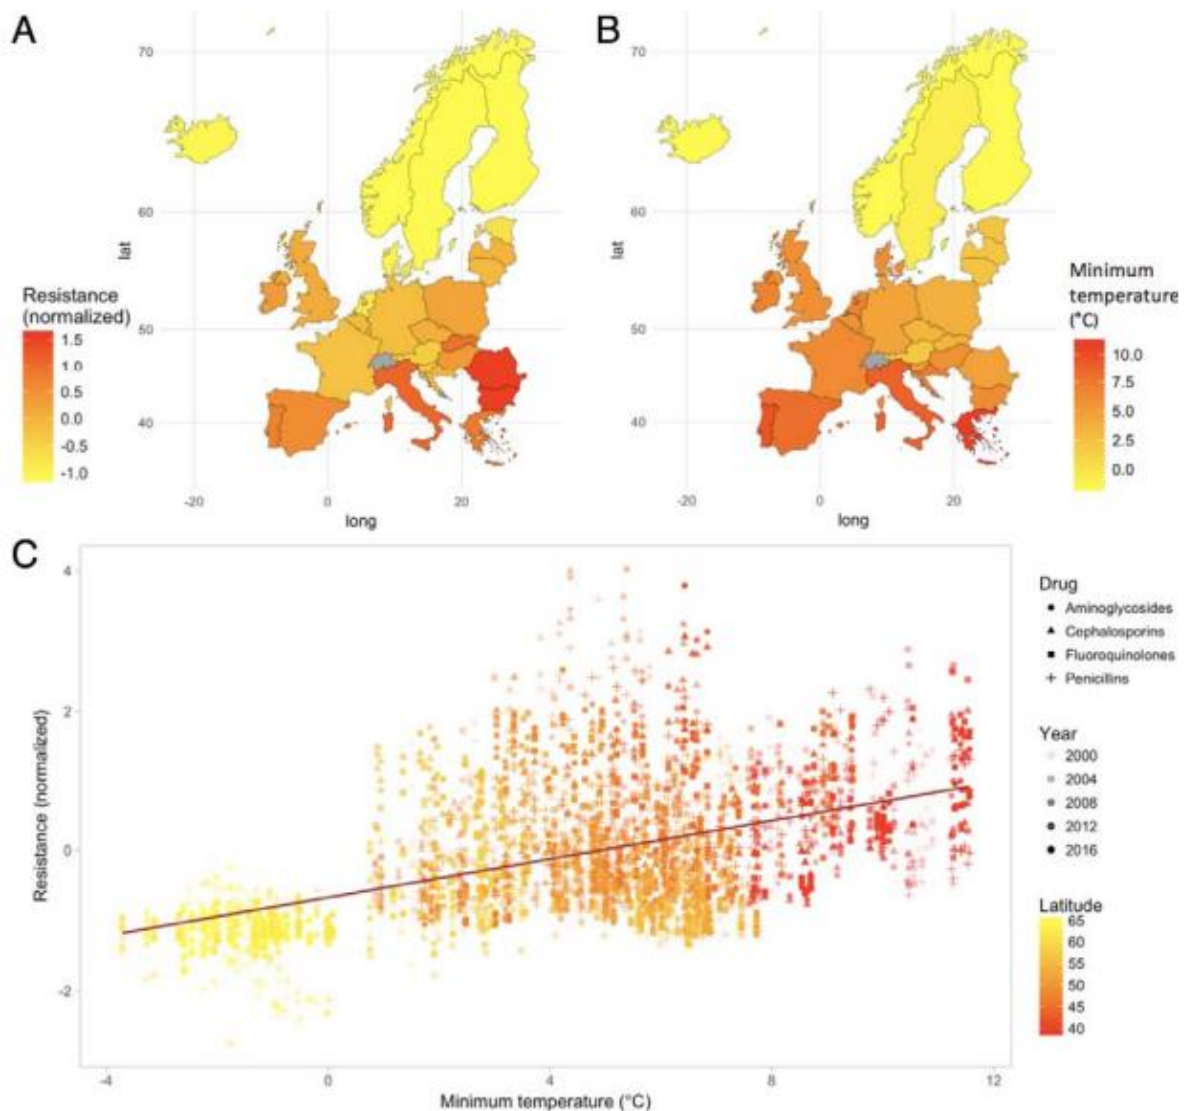 A
B
70
60
50
40
lat
-20
0
20
long
Resistance
(normalized)
1.5
1.0
0.5
0.0
-0.5
-1.0
70
60
50
40
lat
-20
0
20
long
Minimum
temperature
(°C)
10.0
7.5
5.0
2.5
0.0
C
4
2
0
-2
Resistance (normalized)
-4
0
4
8
12
Minimum temperature (°C)
Drug
Aminoglycosides
Cephalosporins
Fluoroquinolones
Penicillins
Year
2000
2004
2008
2012
2016
Latitude
65
60
55
50
45
40